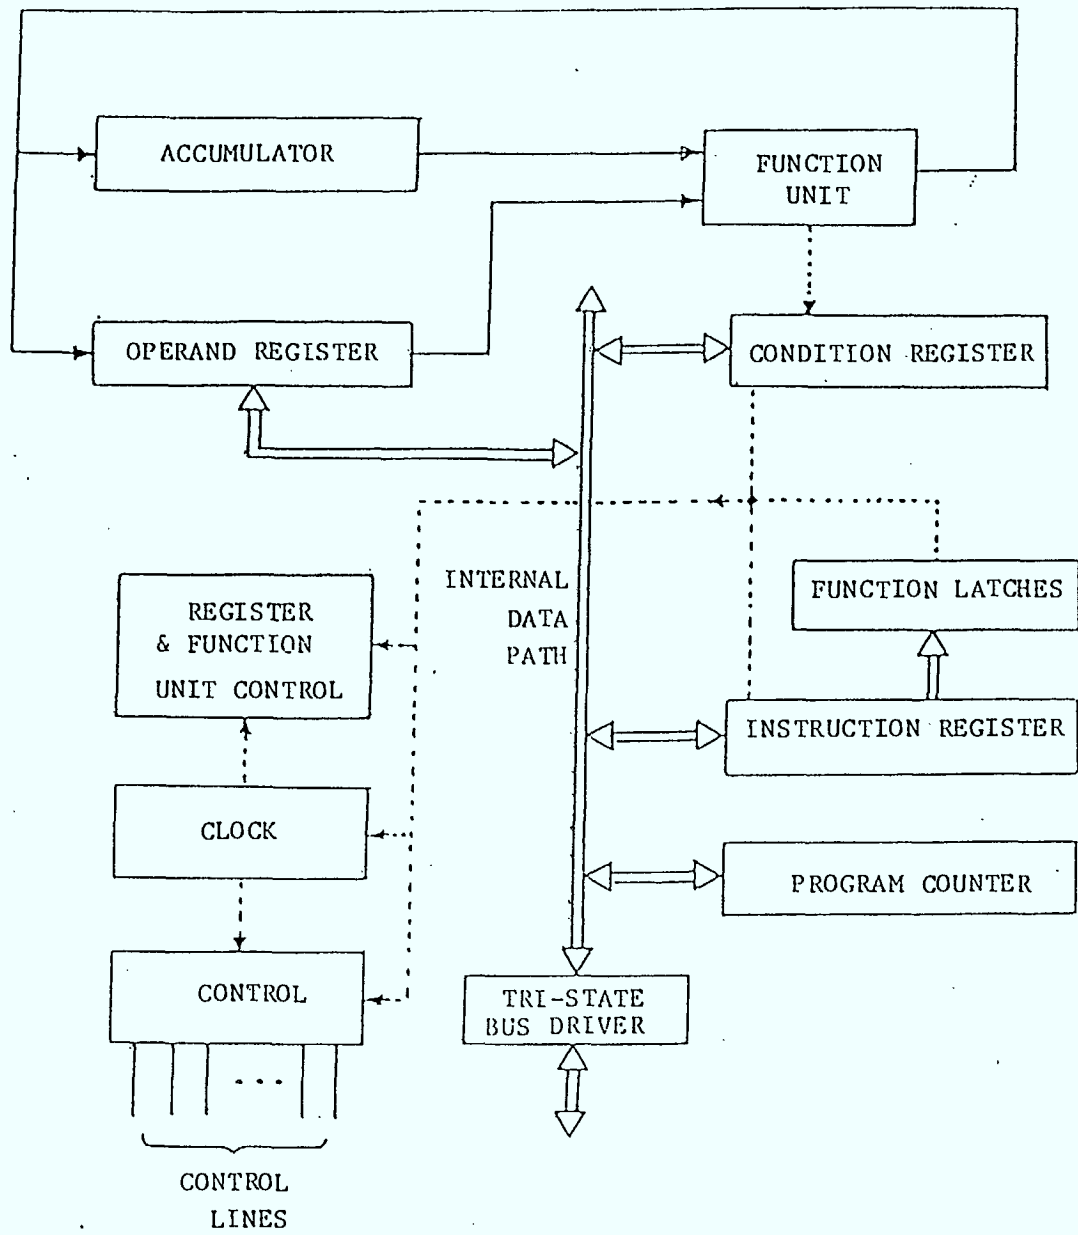 ACCUMULATOR
FUNCTION
UNIT
OPERAND REGISTER
CONDITION REGISTER
INTERNAL
DATA
PATH
FUNCTION LATCHES
REGISTER
& FUNCTION
UNIT CONTROL
INSTRUCTION REGISTER
CLOCK
PROGRAM COUNTER
CONTROL
TRI-STATE
BUS DRIVER
...
CONTROL
LINES